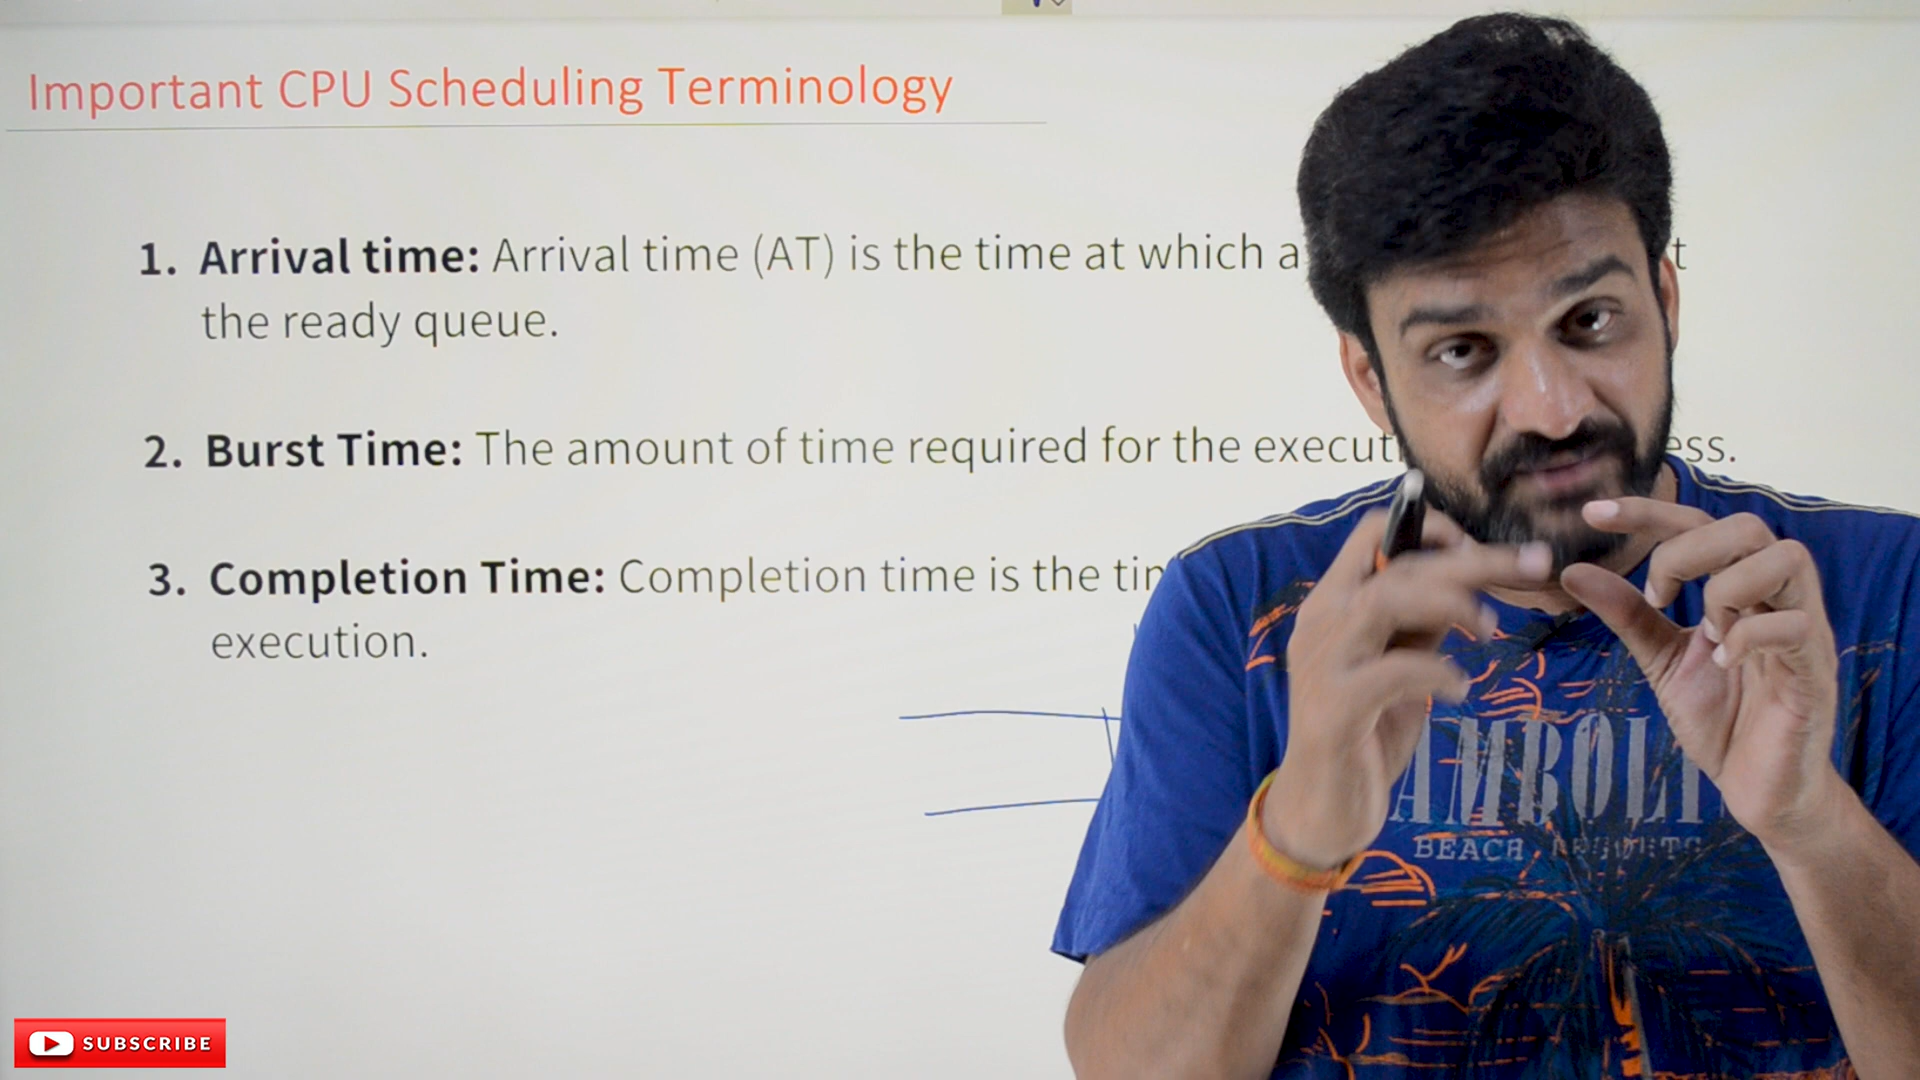 Important CPU Scheduling Terminology
1. Arrival time: Arrival time (AT) is the time at which a
the ready queue.
2. Burst Time: The amount of time required for the
3. Completion Time: Completion time is the
execution.
BEACH
SUBSCRIBE